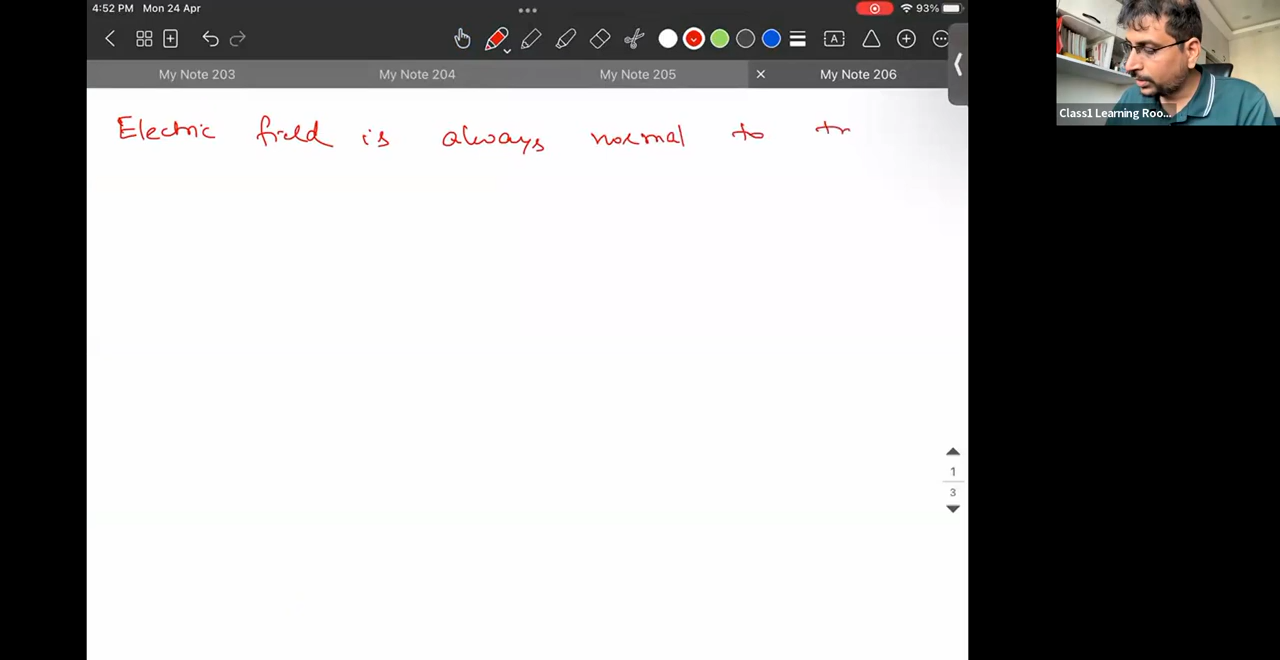 4:52 PM Mon 24 Apr 93%
A
My Note 203 My Note 204 My Note 205 My Note 206
Class1 Learning Roo...
Electric field is always normal to
1
3